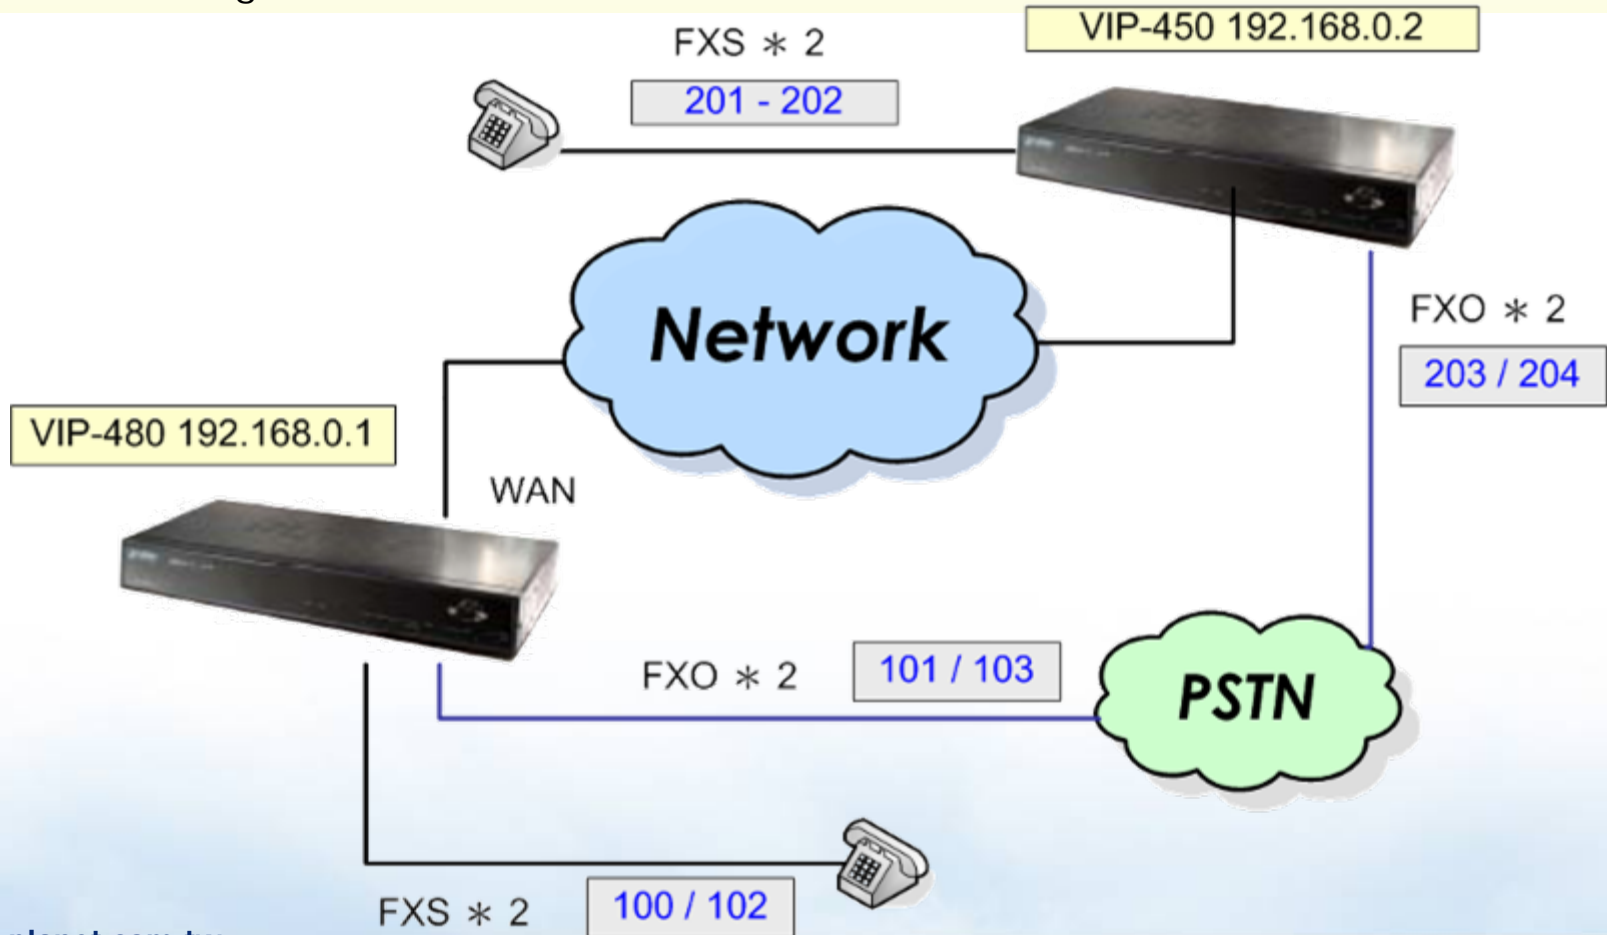 FXS * 2
VIP-450 192.168.0.2
201 - 202
Network
FXO * 2
203 / 204
VIP-480 192.168.0.1
WAN
FXO * 2
101 / 103
PSTN
FXS * 2
100 / 102